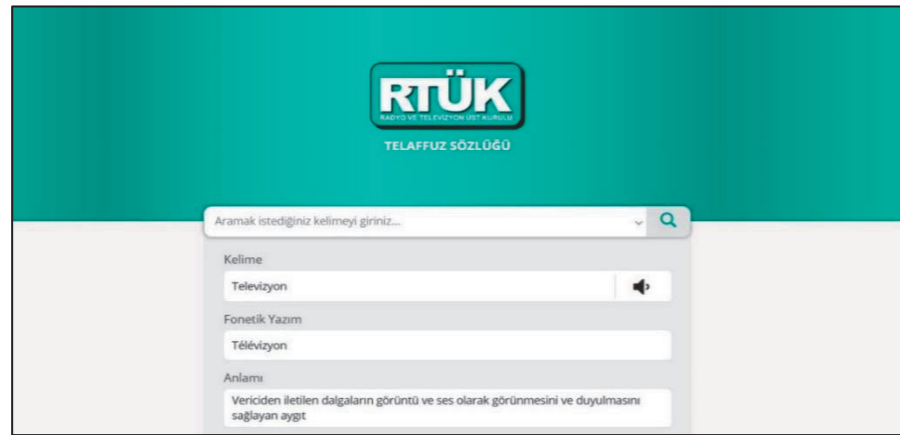 RTÜK
RADYO VE TELEVİZYON ÜST KURULU
TELAFFUZ SÖZLÜĞÜ
Aramak istediğiniz kelimeyi giriniz...
Kelime
Televizyon
Fonetik Yazım
Télévizyon
Anlamı
Vericiden iletilen dalgaların görüntü ve ses olarak görünmesini ve duyulmasını
sağlayan aygıt